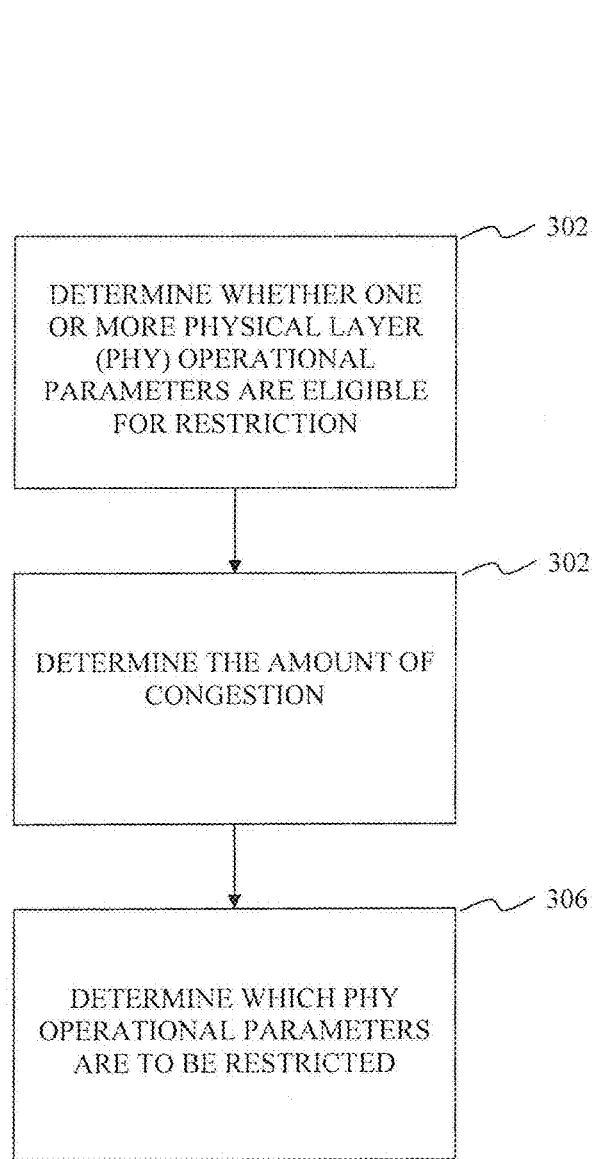 302
DETERMINE WHETHER ONE
OR MORE PHYSICAL LAYER
(PHY) OPERATIONAL
PARAMETERS ARE ELIGIBLE
FOR RESTRICTION
302
DETERMINE THE AMOUNT OF
CONGESTION
306
DETERMINE WHICH PHY
OPERATIONAL PARAMETERS
ARE TO BE RESTRICTED